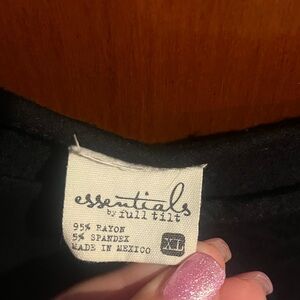 essentials
by full tilt
95% RAYON
5% SPANDEX
MADE IN MEXICO
XL